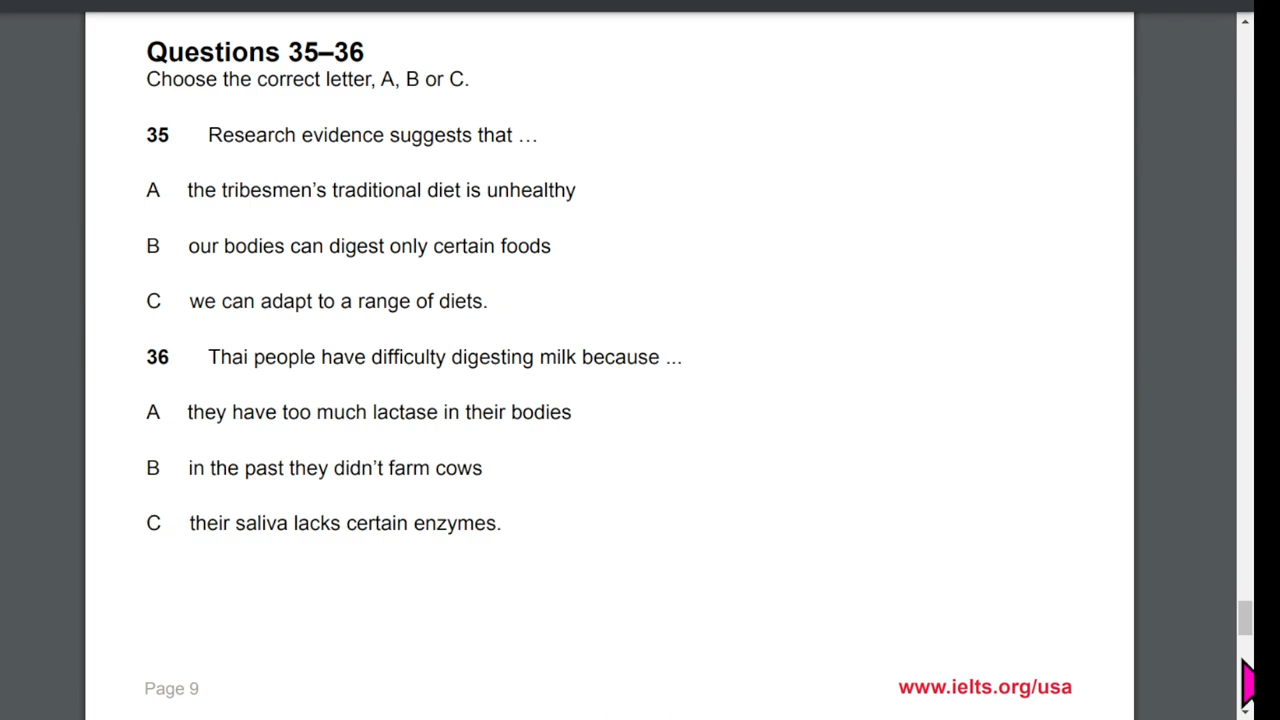 Questions 35–36
Choose the correct letter, A, B or C.
35 Research evidence suggests that …
A the tribesmen’s traditional diet is unhealthy
B our bodies can digest only certain foods
C we can adapt to a range of diets.
36 Thai people have difficulty digesting milk because ...
A they have too much lactase in their bodies
B in the past they didn’t farm cows
C their saliva lacks certain enzymes.
Page 9
www.ielts.org/usa